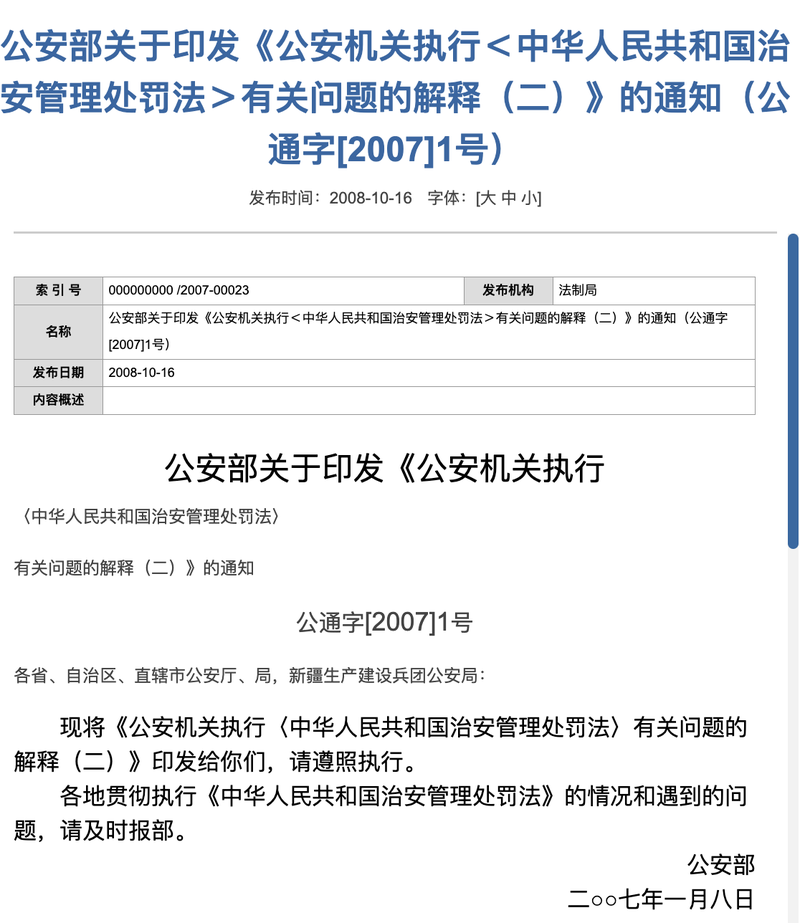 公安部关于印发《公安机关执行＜中华人民共和国治
安管理处罚法＞有关问题的解释（二）》的通知（公
通字[2007]1号）
发布时间：2008-10-16 字体：[大 中 小]
索 引 号 000000000 /2007-00023 发布机构 法制局
名称 公安部关于印发《公安机关执行＜中华人民共和国治安管理处罚法＞有关问题的解释（二）》的通知（公通字
[2007]1号）
发布日期 2008-10-16
内容概述
公安部关于印发《公安机关执行
〈中华人民共和国治安管理处罚法〉
有关问题的解释（二）》的通知
公通字[2007]1号
各省、自治区、直辖市公安厅、局，新疆生产建设兵团公安局：
现将《公安机关执行〈中华人民共和国治安管理处罚法〉有关问题的
解释（二）》印发给你们，请遵照执行。
各地贯彻执行《中华人民共和国治安管理处罚法》的情况和遇到的问
题，请及时报部。
公安部
二○○七年一月八日